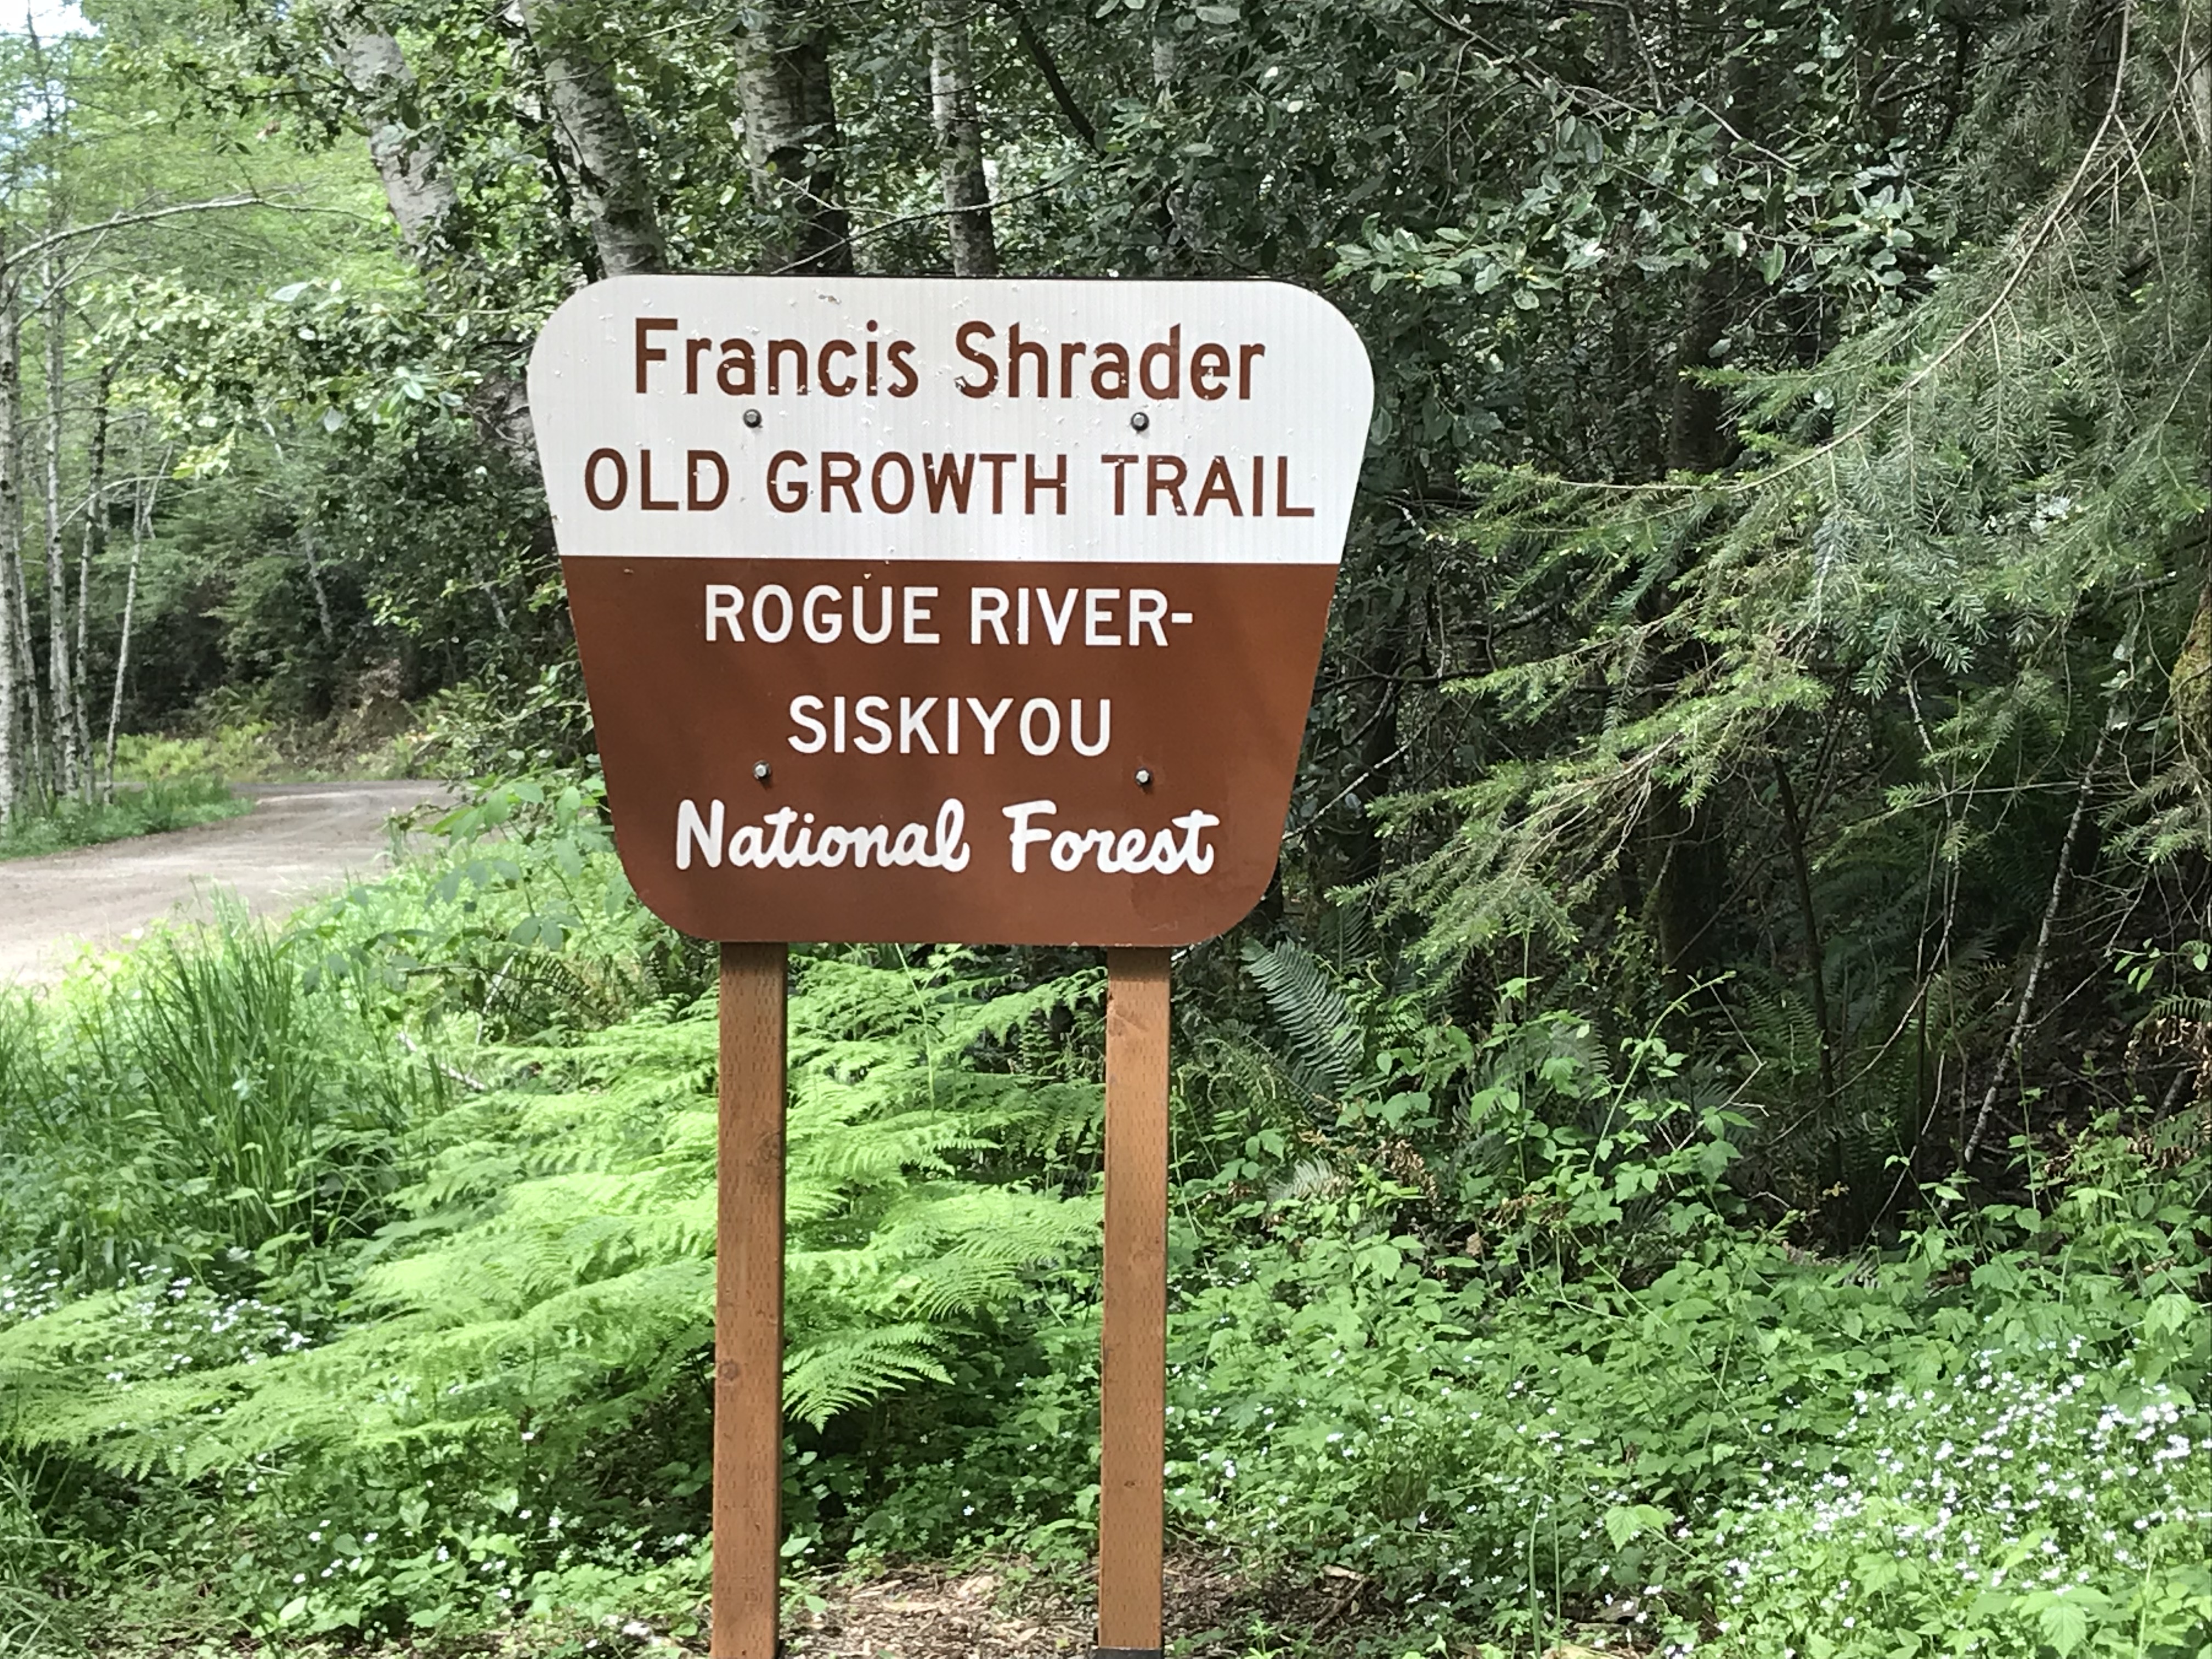 Francis Shrader
OLD GROWTH TRAIL
ROGUE RIVER-
SISKIYOU
National Forest